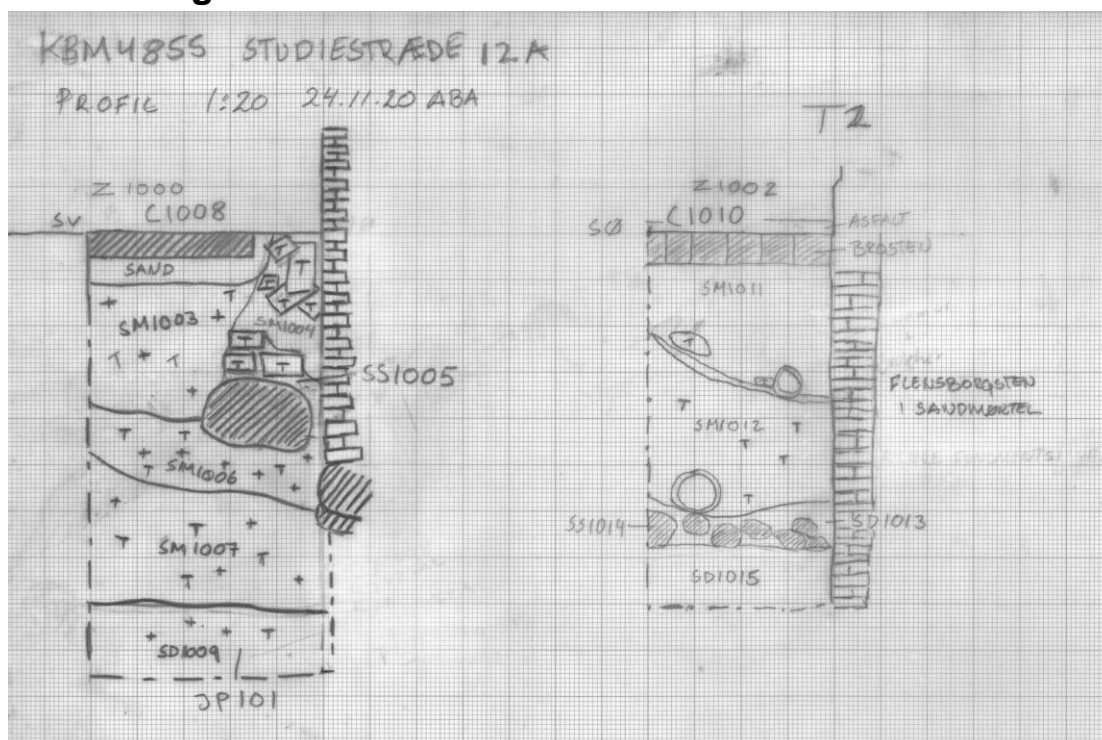 KBM4855 STUDIESTRÆDE 12A
PROFIL 1:20 24.11.20 ABA
Z 1000
SV
C1008
SAND
SM1003
SM1004
SS1005
SM1006
SM1007
SD1009
JP101
T2
Z1002
SØ
C1010
ASFALT
BROSTEN
SM1011
FLENSBORGSTEN
I SANDMØRTEL
SM1012
SS1014
SD1013
SD1015